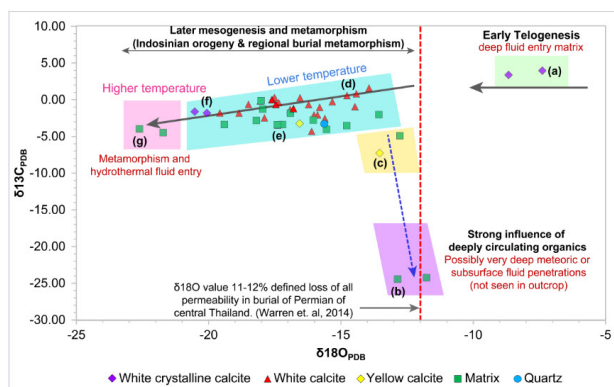 Later mesogenesis and metamorphism
(Indosinian orogeny & regional burial metamorphism)
Early Telogenesis
deep fluid entry matrix
(a)
Higher temperature
Lower temperature
(d)
(f)
(e)
(g)
Metamorphism and
hydrothermal fluid entry
(c)
Strong influence of
deeply circulating organics
Possibly very deep meteoric
or subsurface fluid penetrations
(not seen in outcrop)
(b)
δ18O value 11-12% defined loss of all
permeability in burial of Permian of
central Thailand. (Warren et. al, 2014)
δ13CPDB
10.00
5.00
0.00
-5.00
-10.00
-15.00
-20.00
-25.00
-30.00
-25
-20
-15
-10
-5
δ18OPDB
White crystalline calcite
White calcite
Yellow calcite
Matrix
Quartz